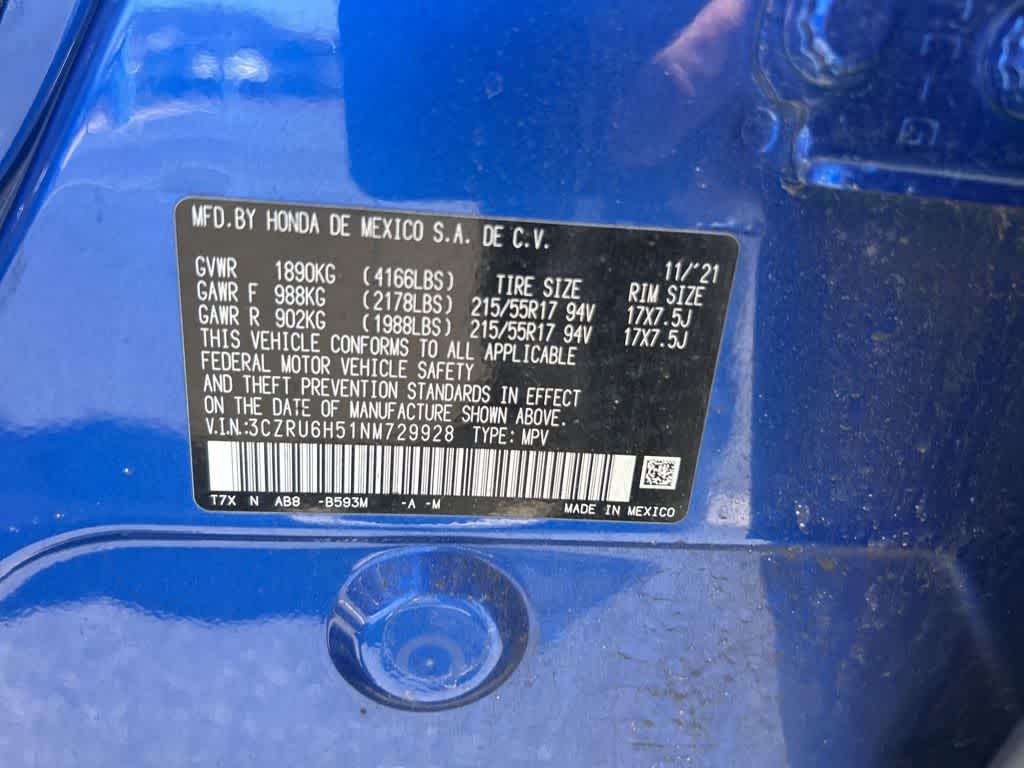 MFD.BY HONDA DE MEXICO S.A. DE C.V.
11/'21
GVWR 1890KG (4166LBS) TIRE SIZE RIM SIZE
GAWR F 988KG (2178LBS) 215/55R17 94V 17X7.5J
GAWR R 902KG (1988LBS) 215/55R17 94V 17X7.5J
THIS VEHICLE CONFORMS TO ALL APPLICABLE
FEDERAL MOTOR VEHICLE SAFETY
AND THEFT PREVENTION STANDARDS IN EFFECT
ON THE DATE OF MANUFACTURE SHOWN ABOVE.
V.I.N.:3CZRU6H51NM729928 TYPE: MPV
T7X N AB8 -B593M -A -M MADE IN MEXICO